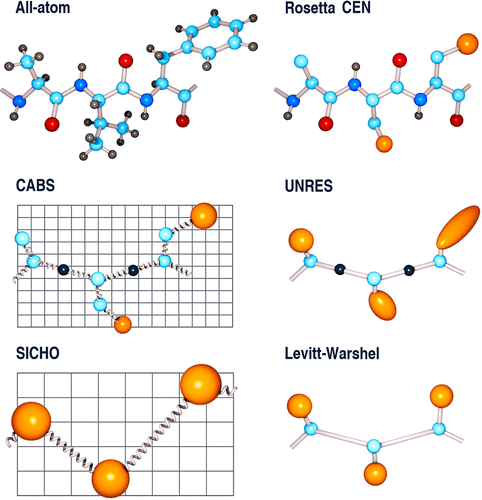 All-atom
Rosetta CEN
CABS
UNRES
SICHO
Levitt-Warshel